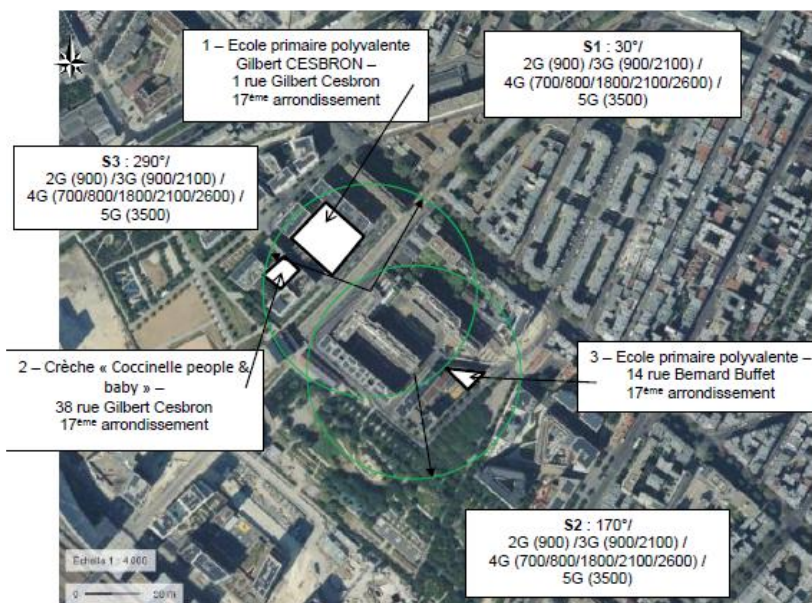 1 – Ecole primaire polyvalente
Gilbert CESBRON –
1 rue Gilbert Cesbron
17ème arrondissement
S1 : 30°/
2G (900) /3G (900/2100) /
4G (700/800/1800/2100/2600) /
5G (3500)
S3 : 290°/
2G (900) /3G (900/2100) /
4G (700/800/1800/2100/2600) /
5G (3500)
2 – Crèche « Coccinelle people &
baby » –
38 rue Gilbert Cesbron
17ème arrondissement
3 – Ecole primaire polyvalente –
14 rue Bernard Buffet
17ème arrondissement
S2 : 170°/
2G (900) /3G (900/2100) /
4G (700/800/1800/2100/2600) /
5G (3500)
Echelle 1 : 4 000
0 50 m